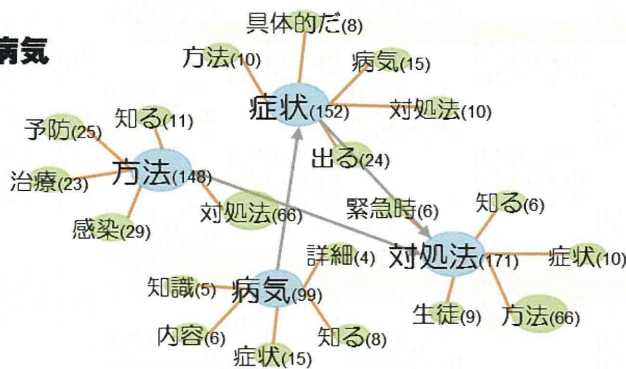 病気
具体的だ(8)
方法(10)
病気(15)
症状(152)
対処法(10)
出る(24)
予防(25)
知る(11)
方法(148)
治療(23)
感染(29)
対処法(66)
緊急時(6)
知る(6)
対処法(171)
症状(10)
生徒(9)
方法(66)
詳細(4)
知識(5)
病気(99)
内容(6)
知る(8)
症状(15)